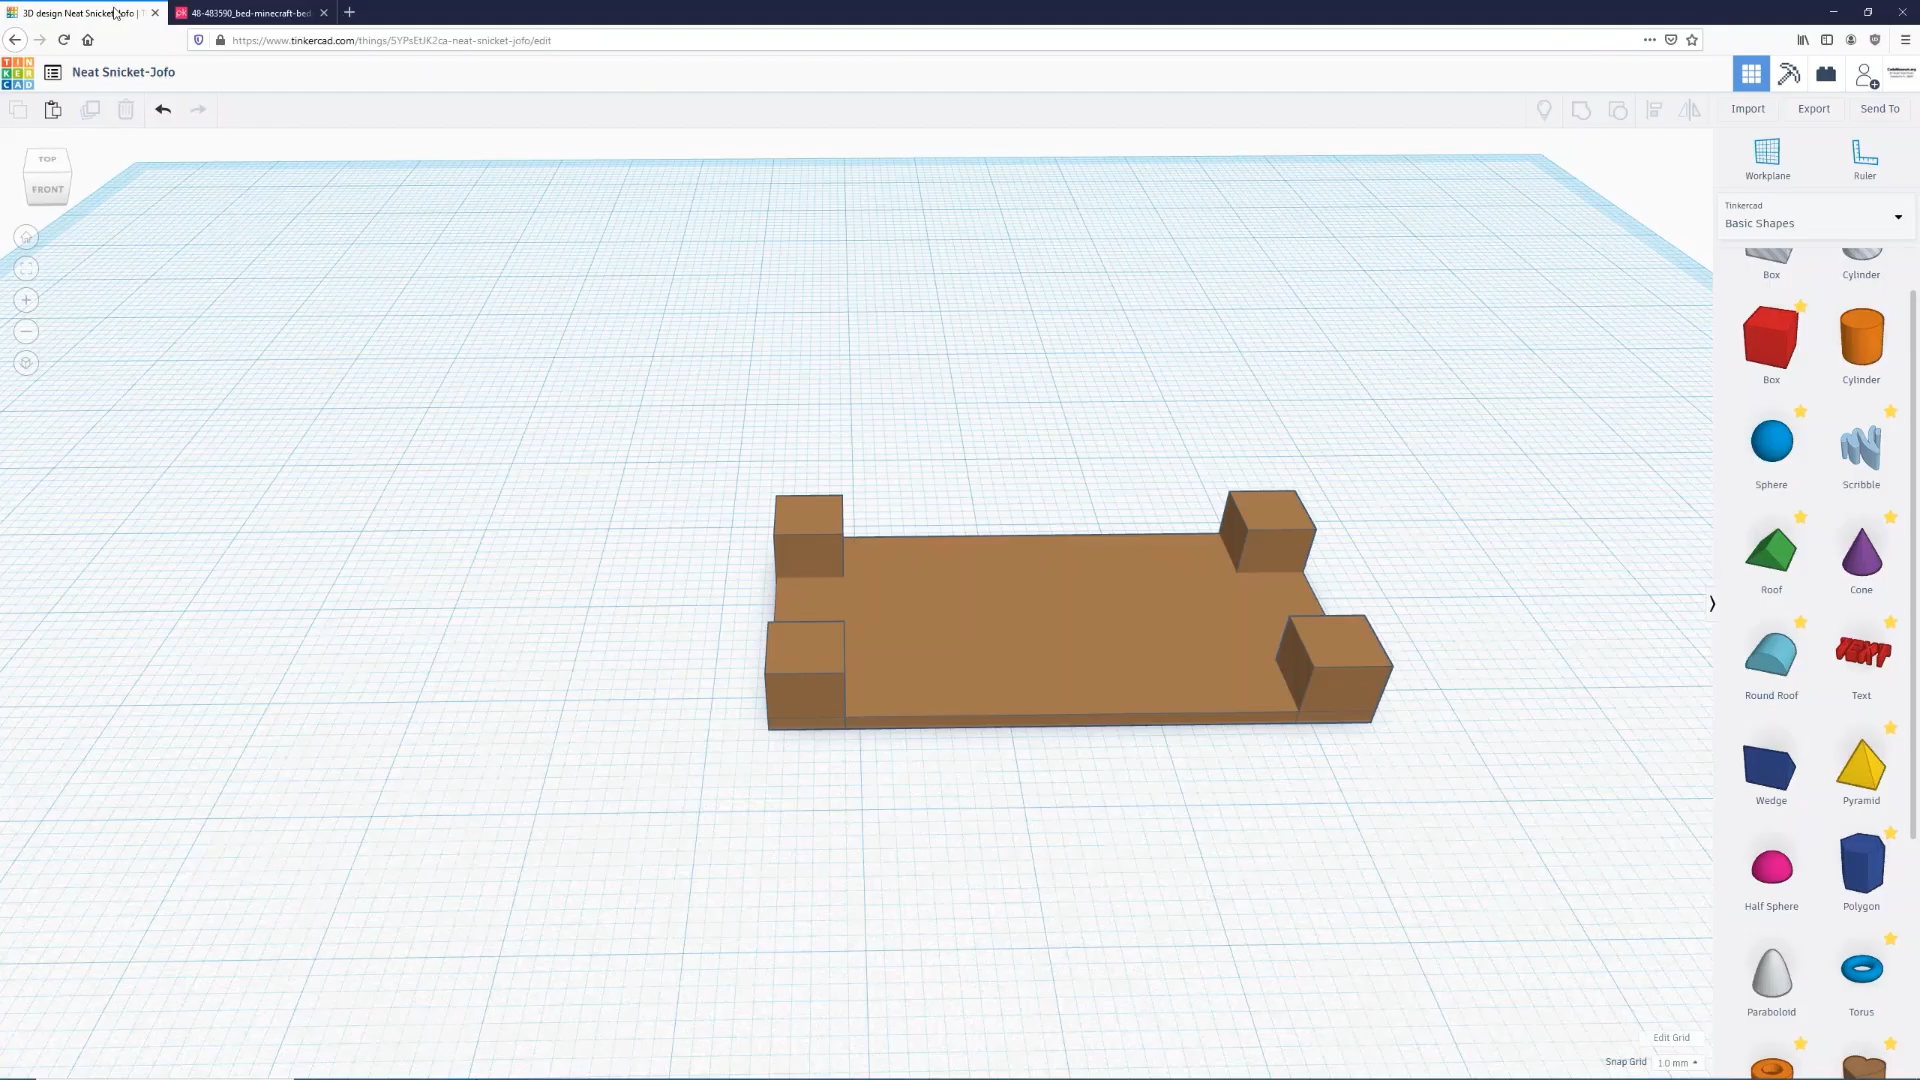 3D design Neat Snicket-Jofo | T
pk 48-483590_bed-minecraft-bed
https://www.tinkercad.com/things/5YPsEtJK2ca-neat-snicket-jofo/edit
TIN
KER
CAD
Neat Snicket-Jofo
Import Export Send To
TOP
FRONT
Workplane Ruler
Tinkercad
Basic Shapes
Box Cylinder
Box Cylinder
Sphere Scribble
Roof Cone
TEXT
Round Roof Text
Wedge Pyramid
Half Sphere Polygon
Paraboloid Torus
Edit Grid
Snap Grid 1.0 mm